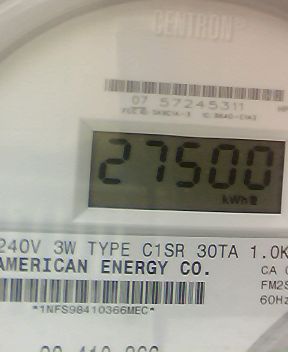 CENTRON
07 57245311
27500
kWh
240V 3W TYPE C1SR 30TA 1.0K
AMERICAN ENERGY CO.
CA
FM2S
60Hz
*1NFS98410366MEC*